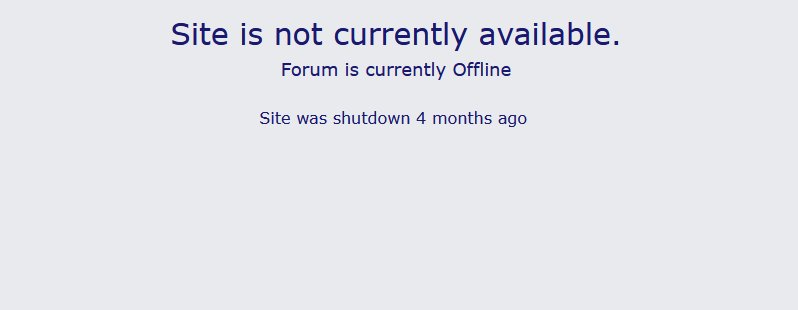 Site is not currently available.
Forum is currently Offline
Site was shutdown 4 months ago